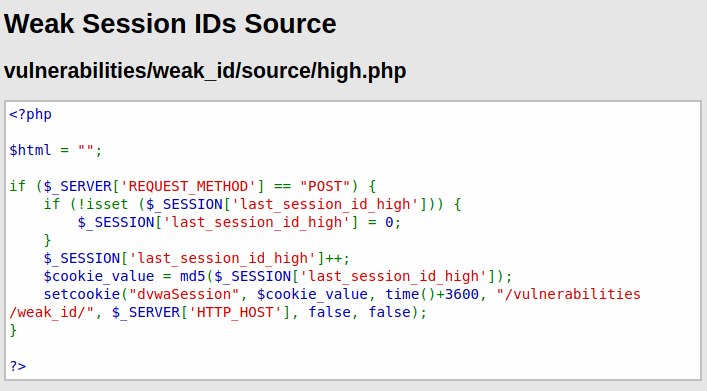 Weak Session IDs Source
vulnerabilities/weak_id/source/high.php
<?php
$html = "";
if ($_SERVER['REQUEST_METHOD'] == "POST") {
    if (!isset ($_SESSION['last_session_id_high'])) {
        $_SESSION['last_session_id_high'] = 0;
    }
    $_SESSION['last_session_id_high']++;
    $cookie_value = md5($_SESSION['last_session_id_high']);
    setcookie("dvwaSession", $cookie_value, time()+3600, "/vulnerabilities
/weak_id/", $_SERVER['HTTP_HOST'], false, false);
}
?>